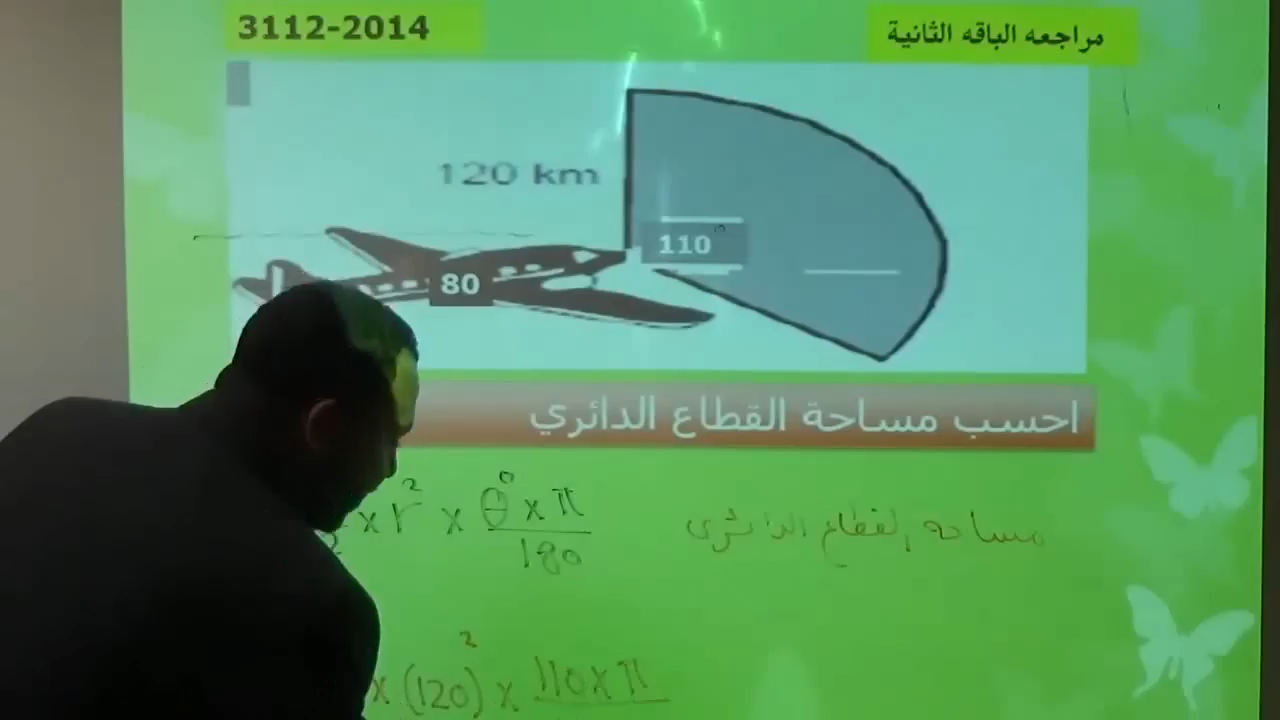 3112-2014
مراجعه الباقه الثانية
120 km
110°
80
احسب مساحة القطاع الدائري
مساحه القطاع الدائري
x r² x θ° x π
180
x (120)² x 110 x π